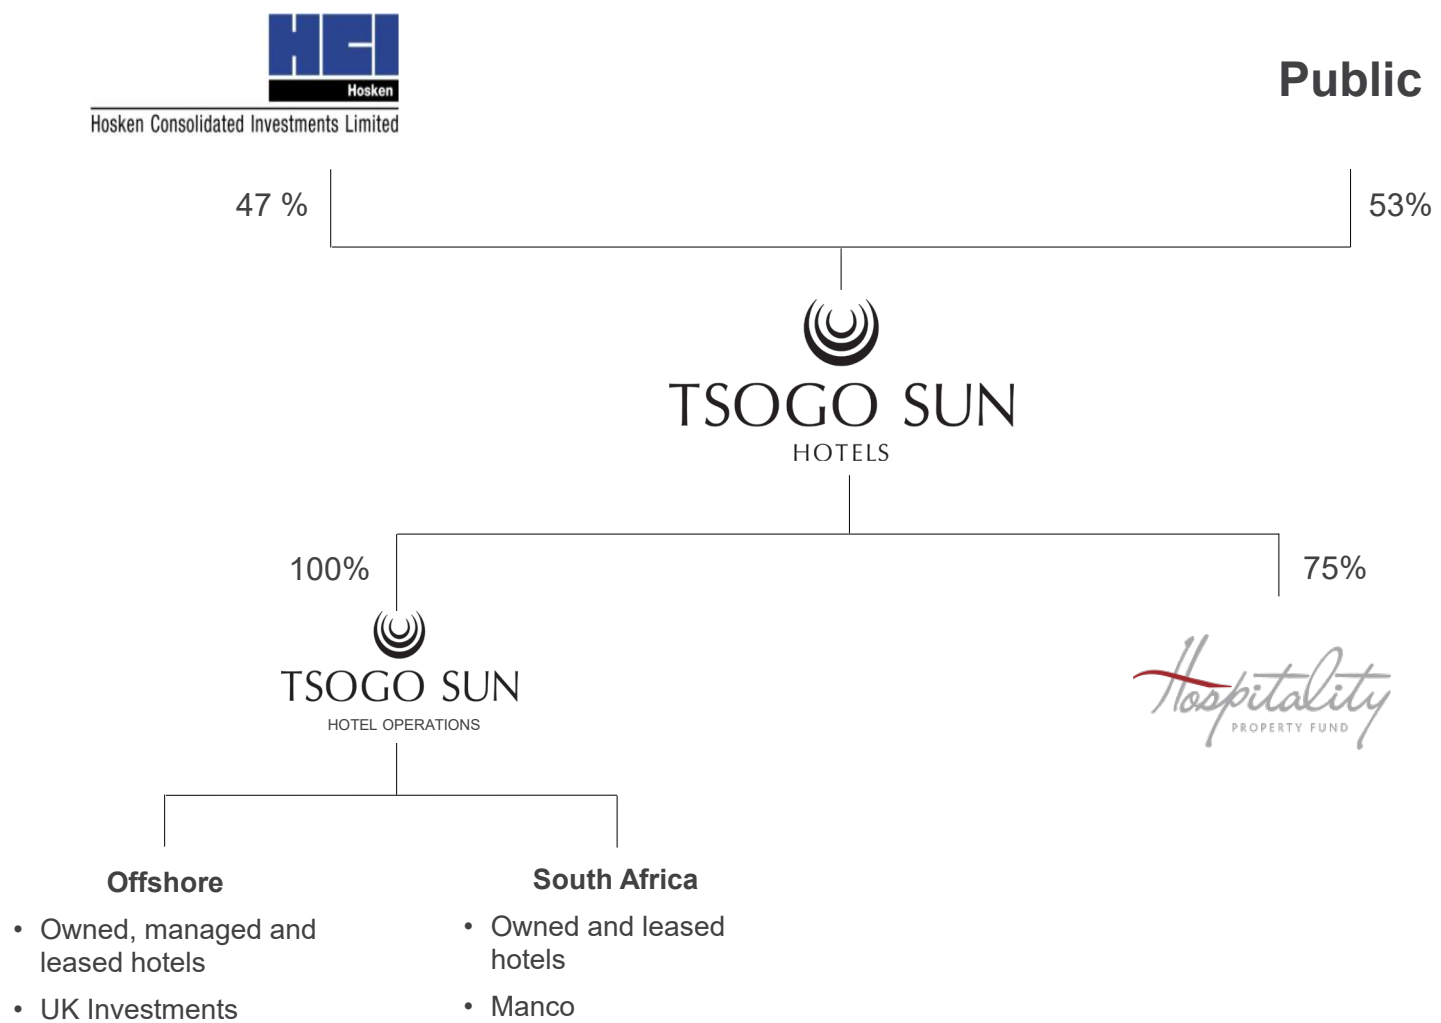 HCI
Hosken
Hosken Consolidated Investments Limited
Public
47 %
53%
TSOGO SUN
HOTELS
100%
75%
TSOGO SUN
HOTEL OPERATIONS
Hospitality
PROPERTY FUND
Offshore
• Owned, managed and
leased hotels
• UK Investments
South Africa
• Owned and leased
hotels
• Manco